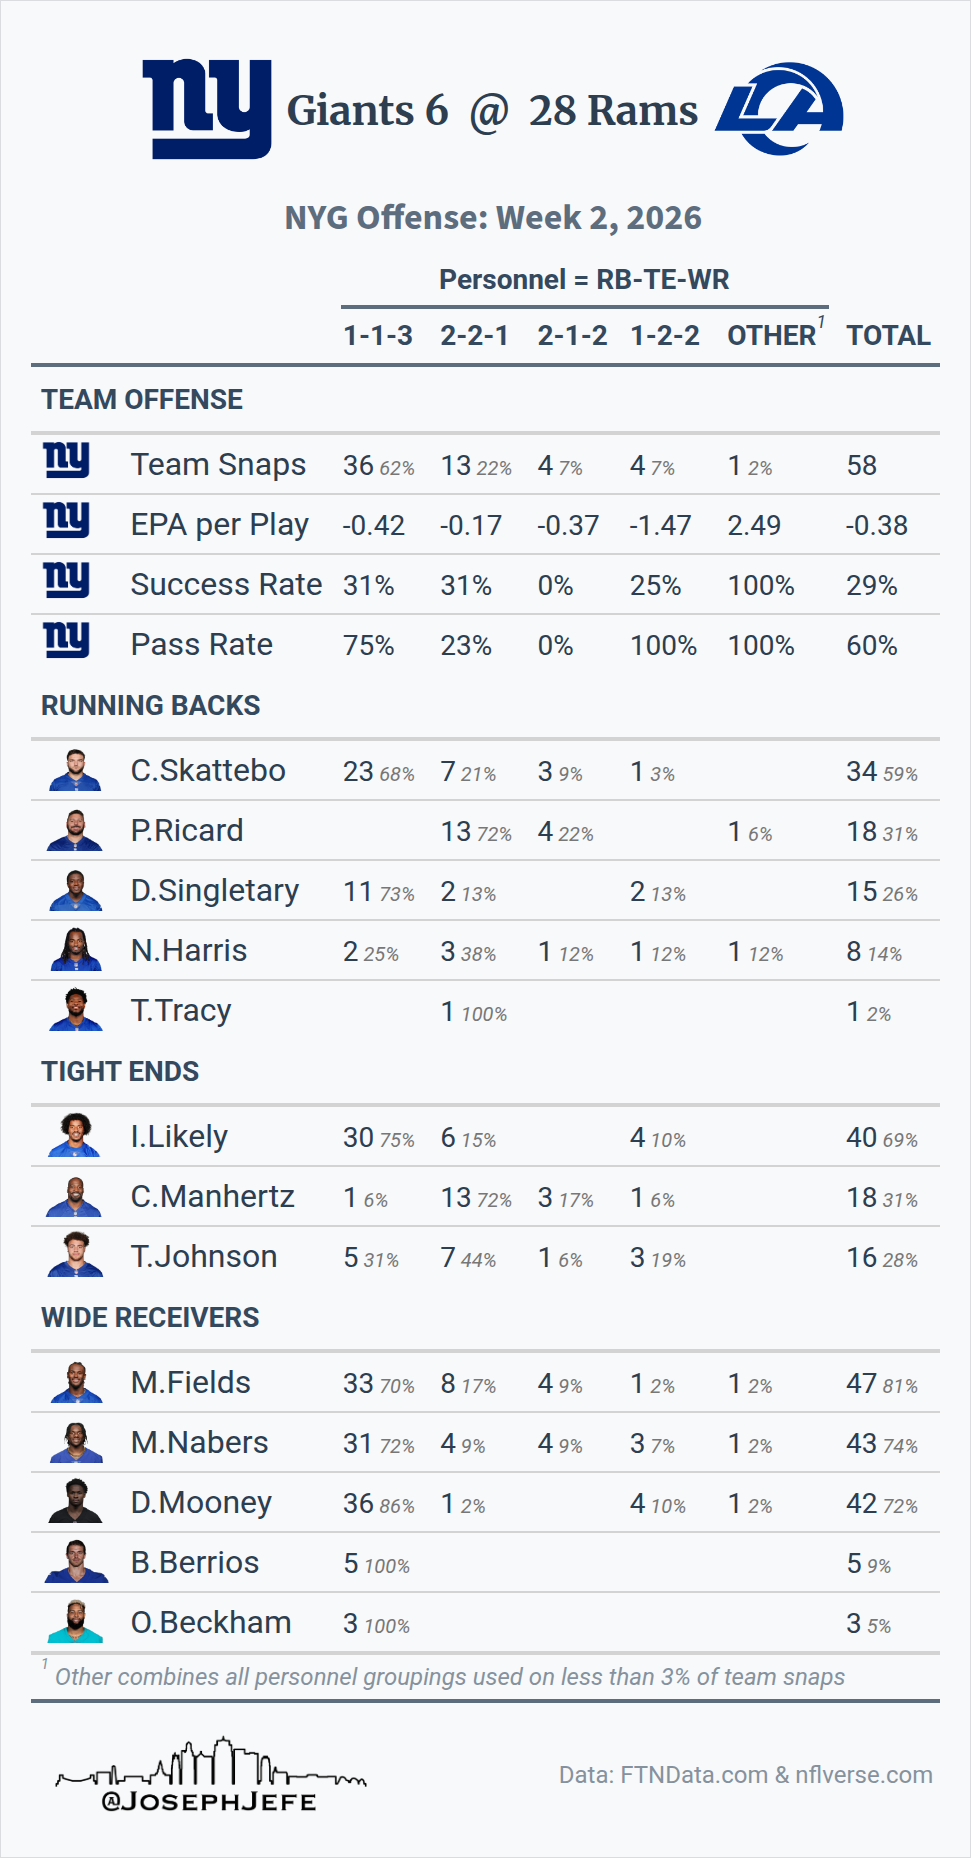 ny Giants 6 @ 28 Rams LA
NYG Offense: Week 2, 2026
Personnel = RB-TE-WR
1-1-3 2-2-1 2-1-2 1-2-2 OTHER1 TOTAL
TEAM OFFENSE
ny Team Snaps 36 62% 13 22% 4 7% 4 7% 1 2% 58
ny EPA per Play -0.42 -0.17 -0.37 -1.47 2.49 -0.38
ny Success Rate 31% 31% 0% 25% 100% 29%
ny Pass Rate 75% 23% 0% 100% 100% 60%
RUNNING BACKS
C.Skattebo 23 68% 7 21% 3 9% 1 3% 34 59%
P.Ricard 13 72% 4 22% 1 6% 18 31%
D.Singletary 11 73% 2 13% 2 13% 15 26%
N.Harris 2 25% 3 38% 1 12% 1 12% 1 12% 8 14%
T.Tracy 1 100% 1 2%
TIGHT ENDS
I.Likely 30 75% 6 15% 4 10% 40 69%
C.Manhertz 1 6% 13 72% 3 17% 1 6% 18 31%
T.Johnson 5 31% 7 44% 1 6% 3 19% 16 28%
WIDE RECEIVERS
M.Fields 33 70% 8 17% 4 9% 1 2% 1 2% 47 81%
M.Nabers 31 72% 4 9% 4 9% 3 7% 1 2% 43 74%
D.Mooney 36 86% 1 2% 4 10% 1 2% 42 72%
B.Berrios 5 100% 5 9%
O.Beckham 3 100% 3 5%
1 Other combines all personnel groupings used on less than 3% of team snaps
@JosephJefe
Data: FTNData.com & nflverse.com